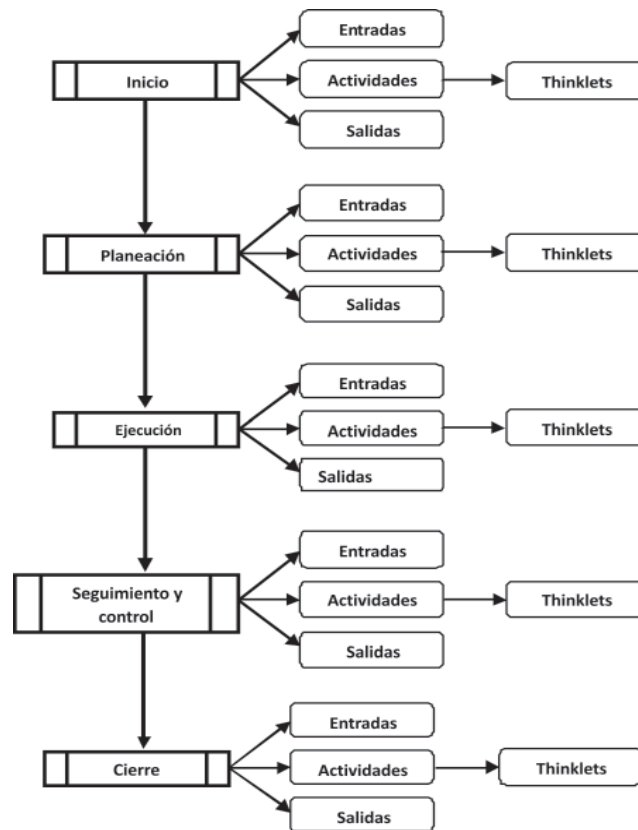 Entradas
Inicio
Actividades
Thinklets
Salidas
Entradas
Planeación
Actividades
Thinklets
Salidas
Entradas
Ejecución
Actividades
Thinklets
Salidas
Entradas
Seguimiento y
control
Actividades
Thinklets
Salidas
Entradas
Cierre
Actividades
Thinklets
Salidas